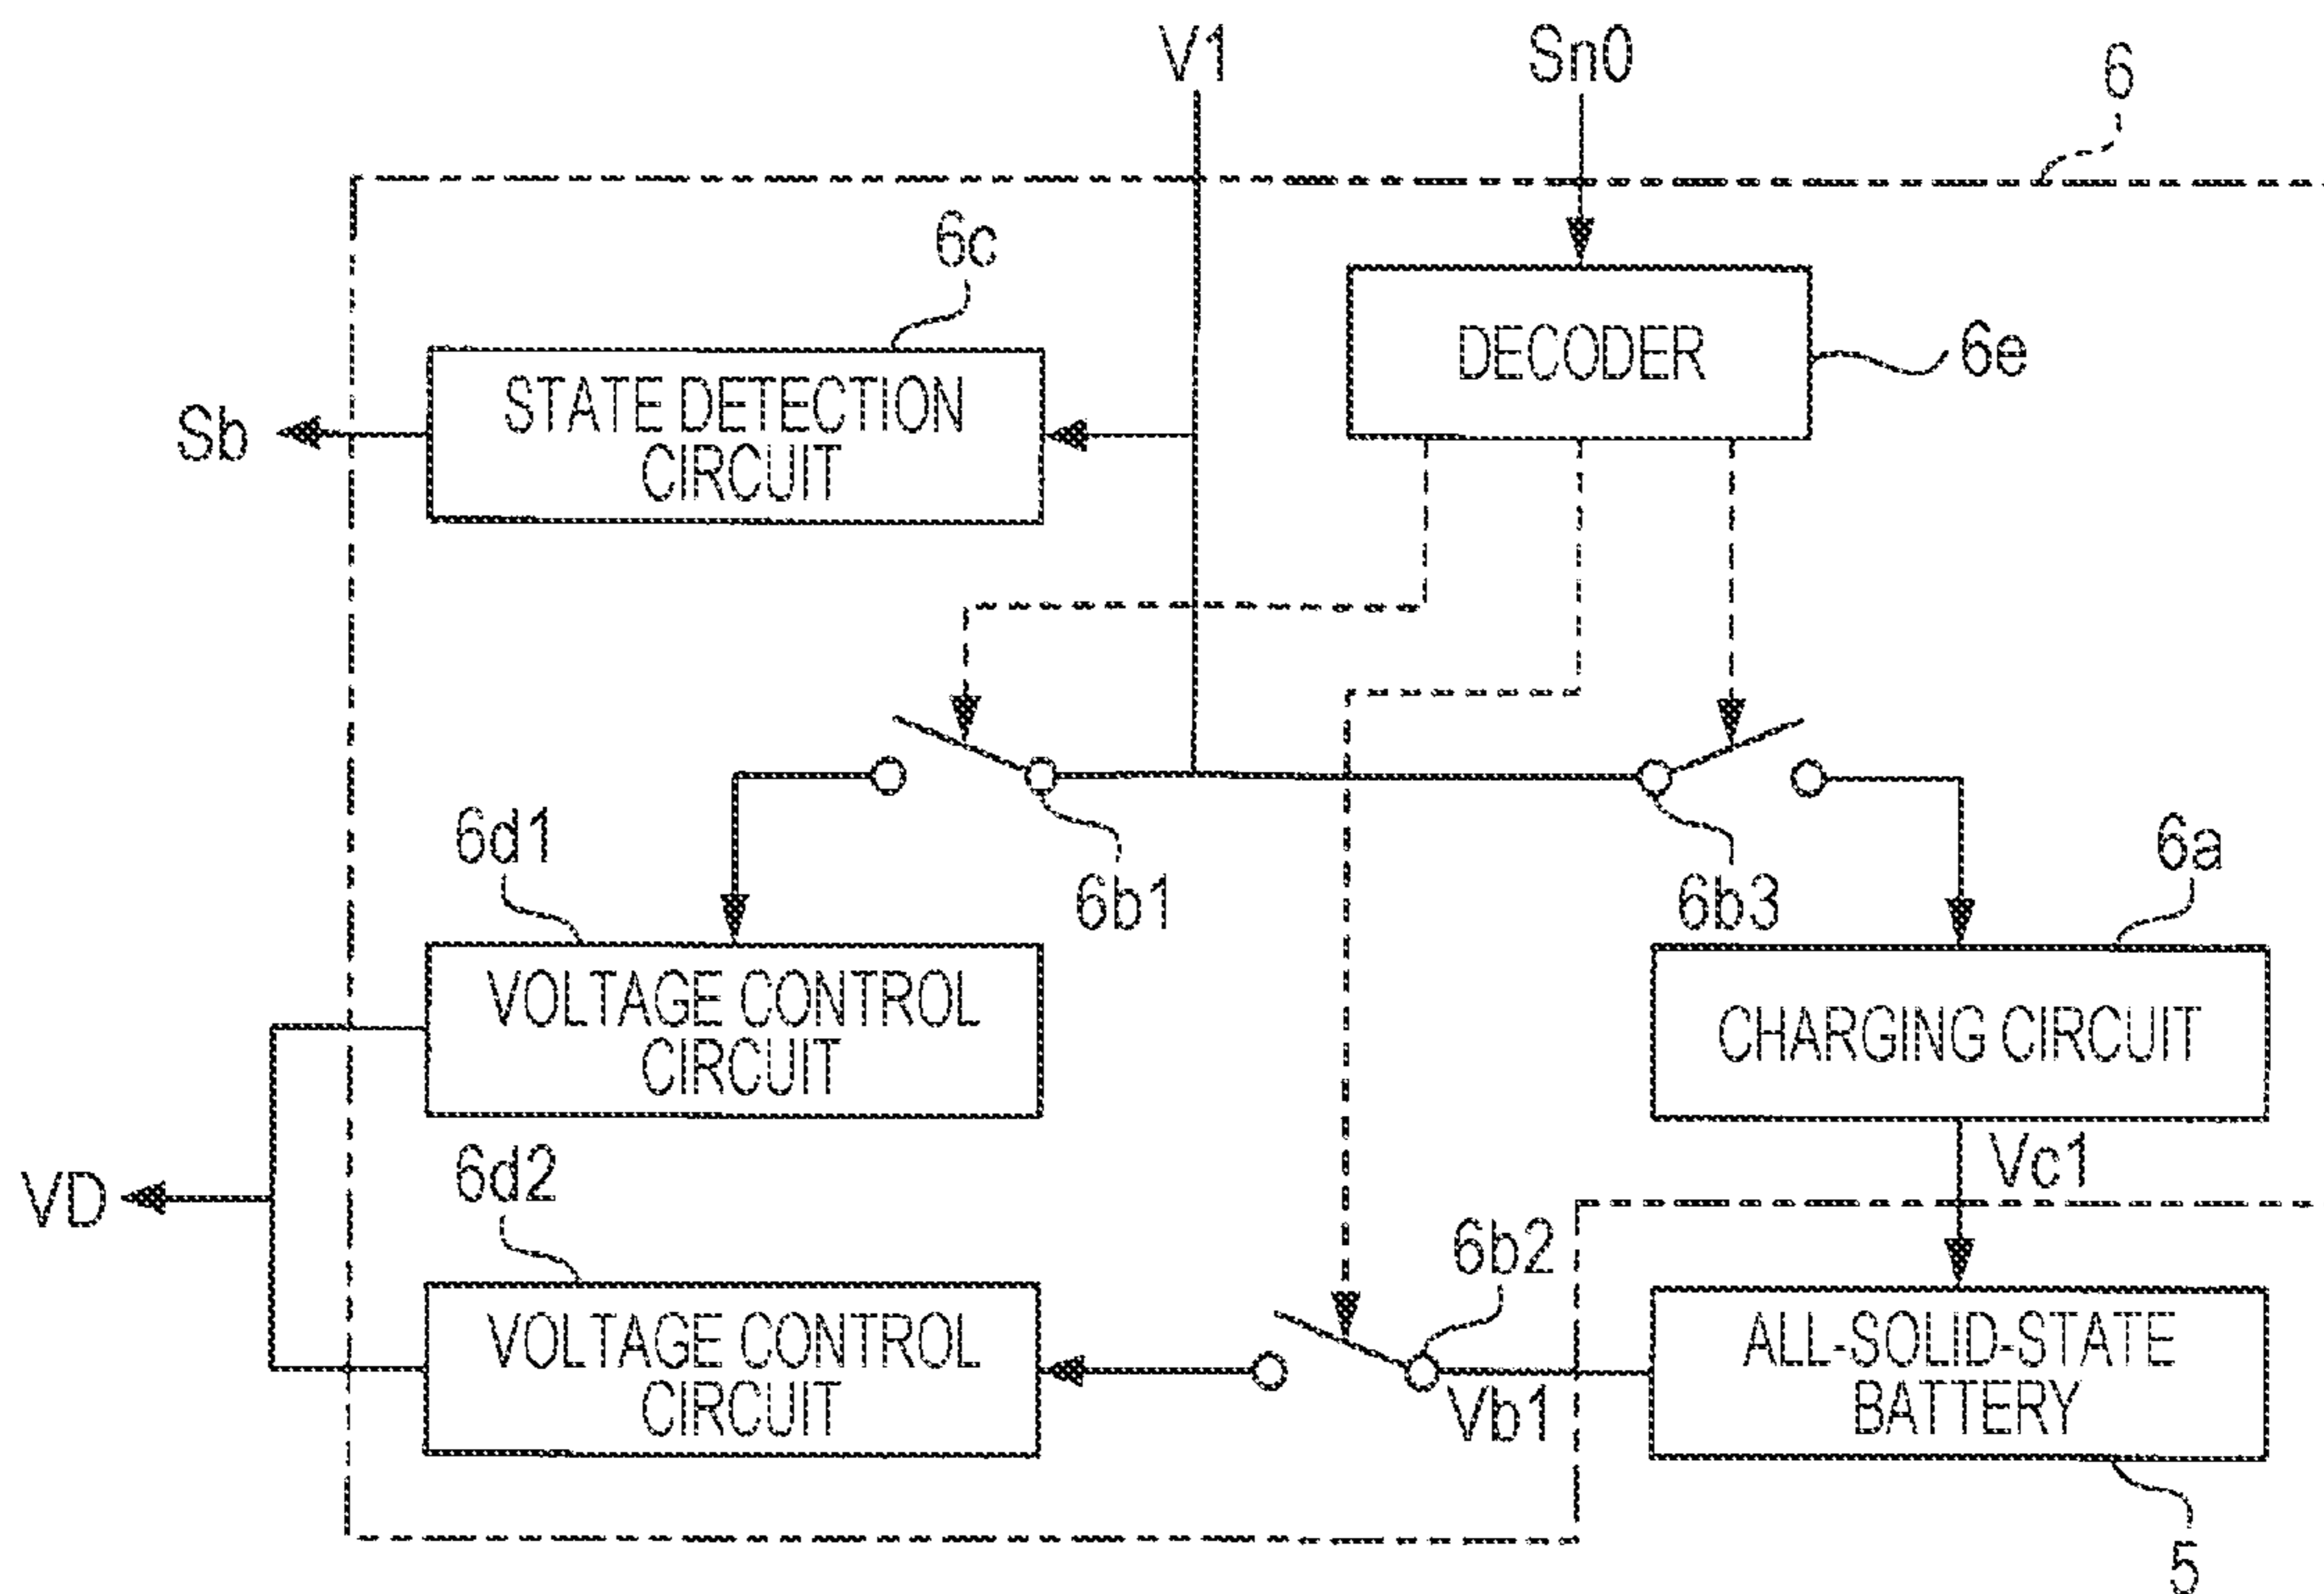 V1
Sn0
6
6c
DECODER
6e
STATE DETECTION
CIRCUIT
Sb
6d1
6b1
6b3
6a
VOLTAGE CONTROL
CIRCUIT
CHARGING CIRCUIT
Vc1
VD
6d2
6b2
VOLTAGE CONTROL
CIRCUIT
Vb1
ALL-SOLID-STATE
BATTERY
5